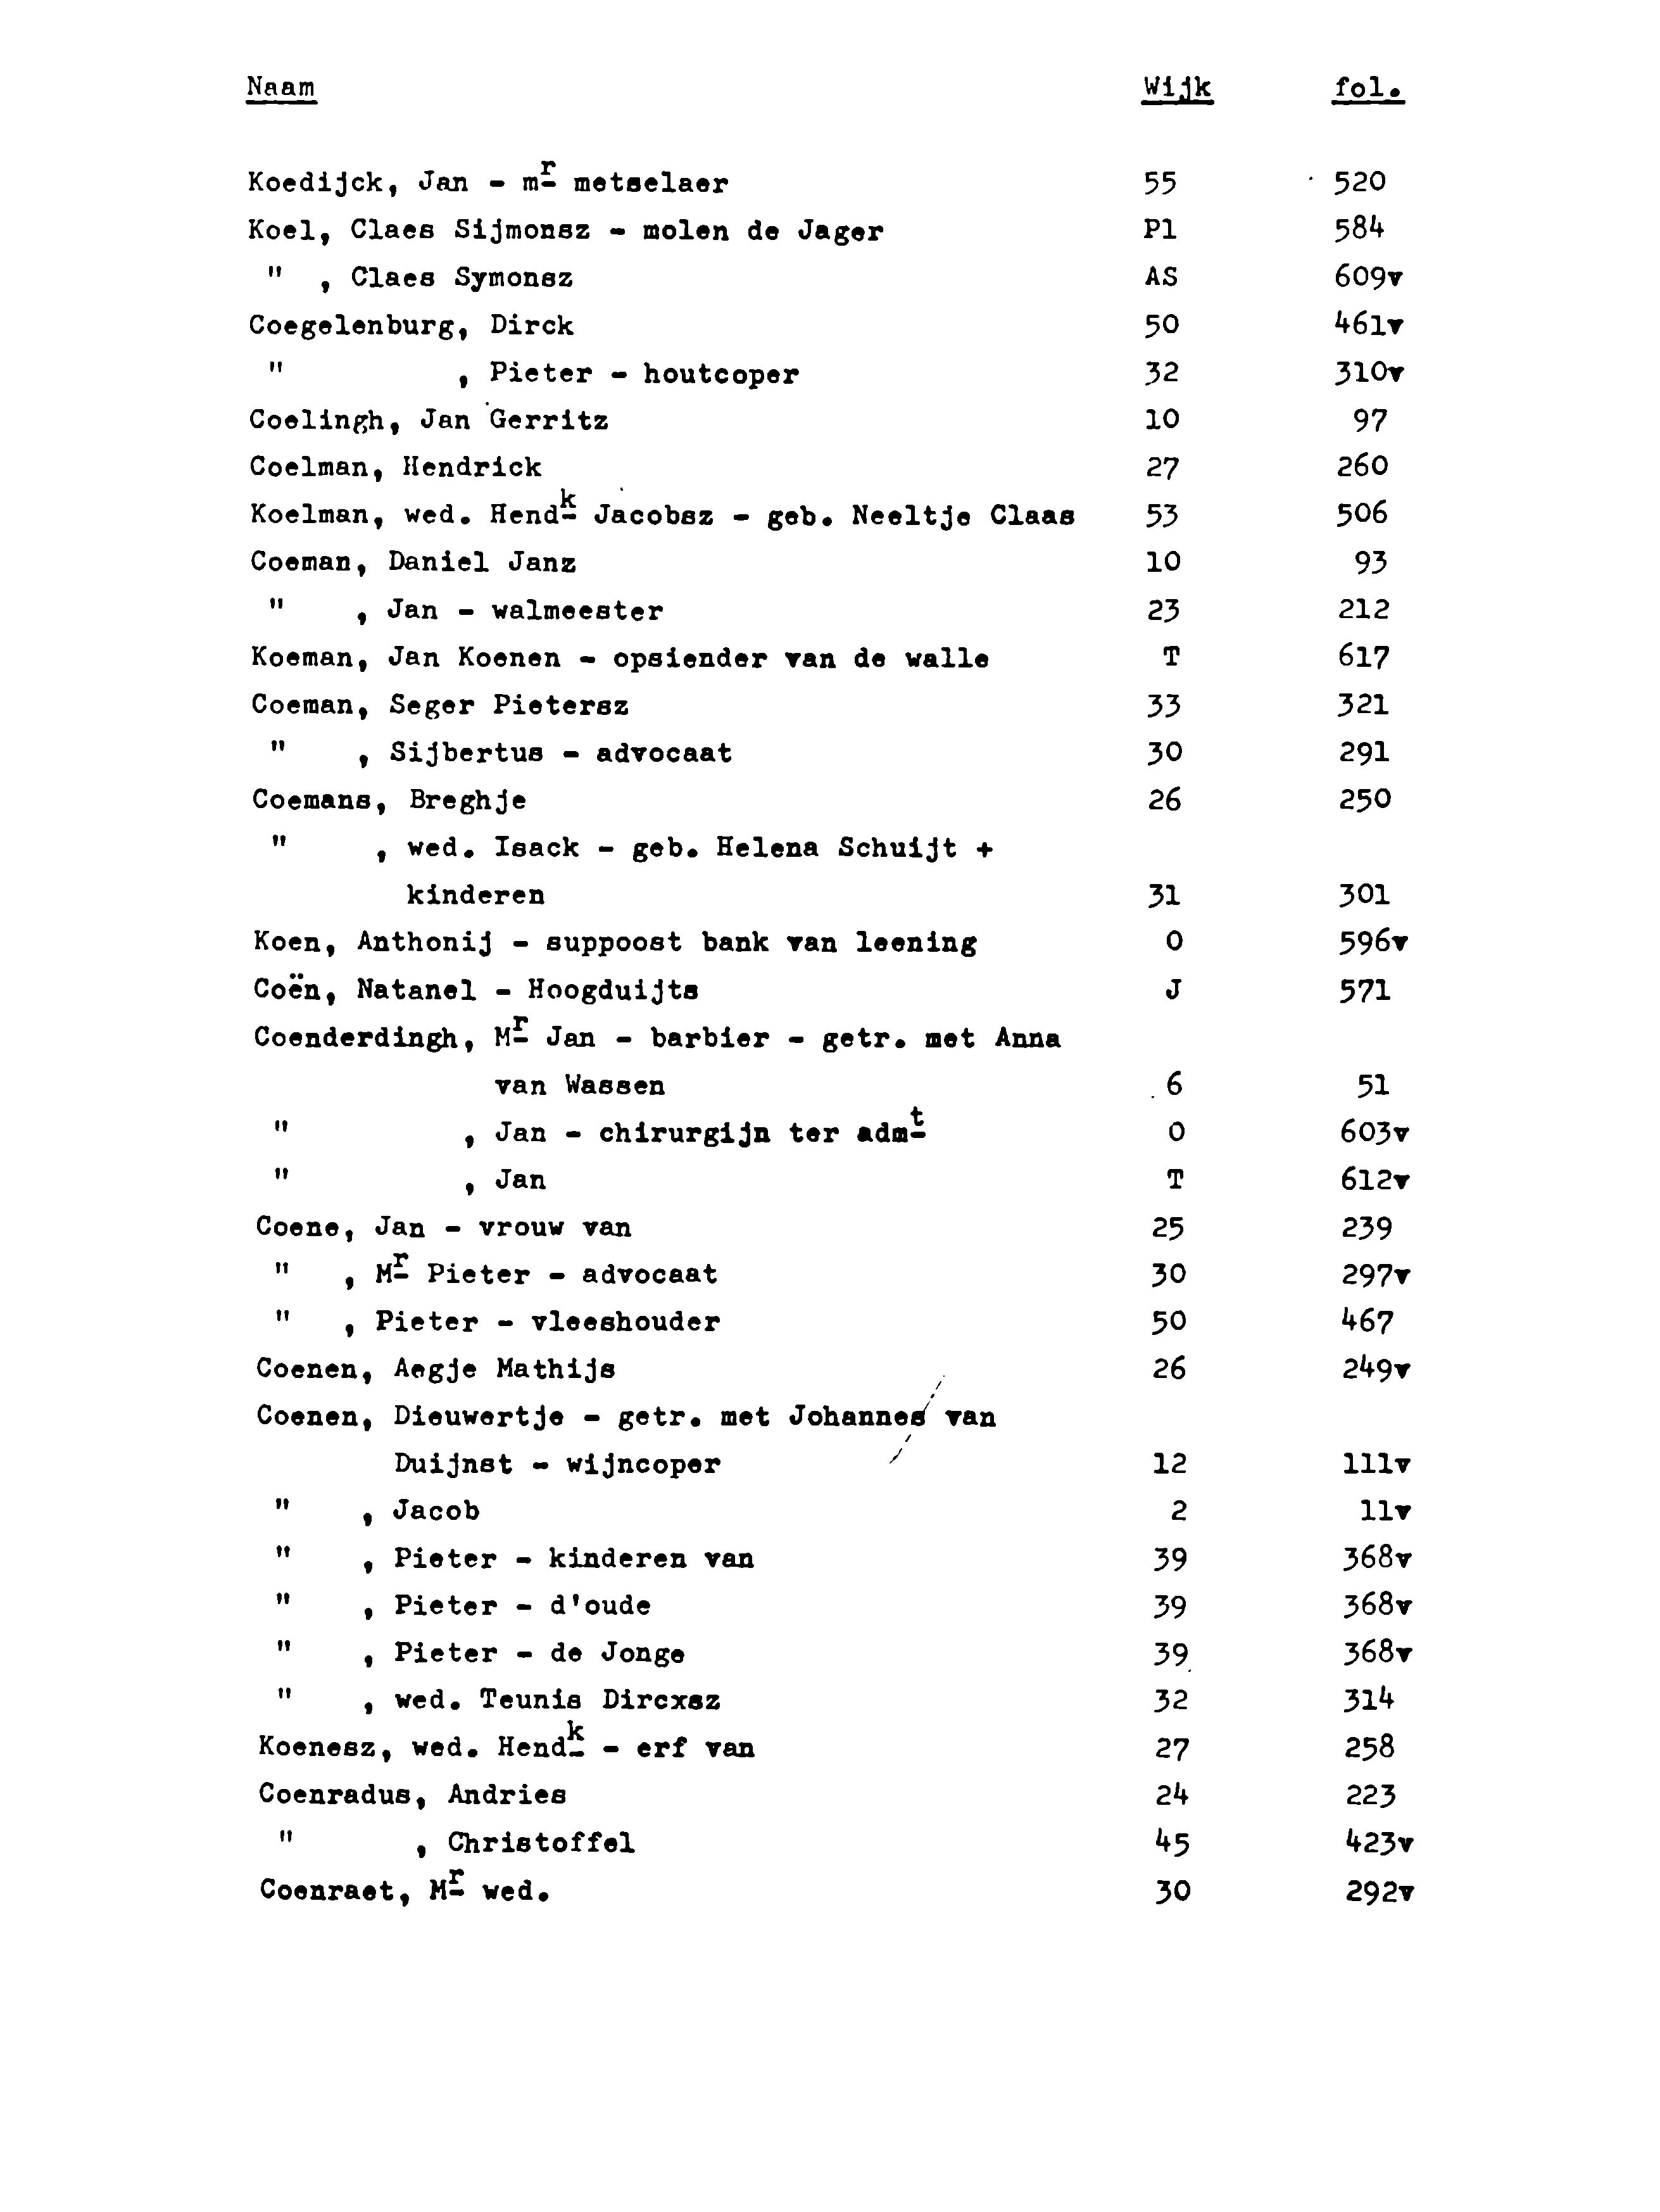 Naam Wijk fol.
Koedijck, Jan - mr metselaer 55 520
Koel, Claes Sijmonsz - molen de Jager Pl 584
" , Claes Symonsz AS 609v
Coegelenburg, Dirck 50 461v
" , Pieter - houtcoper 32 310v
Coelingh, Jan Gerritz 10 97
Coelman, Hendrick 27 260
Koelman, wed. Hendk Jacobsz - geb. Neeltje Claas 53 506
Coeman, Daniel Janz 10 93
" , Jan - walmeester 23 212
Koeman, Jan Koenen - opsiender van de walle T 617
Coeman, Seger Pietersz 33 321
" , Sijbertus - advocaat 30 291
Coemans, Breghje 26 250
" , wed. Isack - geb. Helena Schuijt +
kinderen 31 301
Koen, Anthonij - suppoost bank van leening O 596v
Coën, Natanel - Hoogduijts J 571
Coenderdingh, Mr Jan - barbier - getr. met Anna
van Wassen 6 51
" , Jan - chirurgijn ter admt O 603v
" , Jan T 612v
Coene, Jan - vrouw van 25 239
" , Mr Pieter - advocaat 30 297v
" , Pieter - vleeshouder 50 467
Coenen, Aegje Mathijs 26 249v
Coenen, Dieuwertje - getr. met Johannes van
Duijnst - wijncoper 12 111v
" , Jacob 2 11v
" , Pieter - kinderen van 39 368v
" , Pieter - d'oude 39 368v
" , Pieter - de Jonge 39 368v
" , wed. Teunis Dircxsz 32 314
Koenesz, wed. Hendk - erf van 27 258
Coenradus, Andries 24 223
" , Christoffel 45 423v
Coenraet, Mr wed. 30 292v